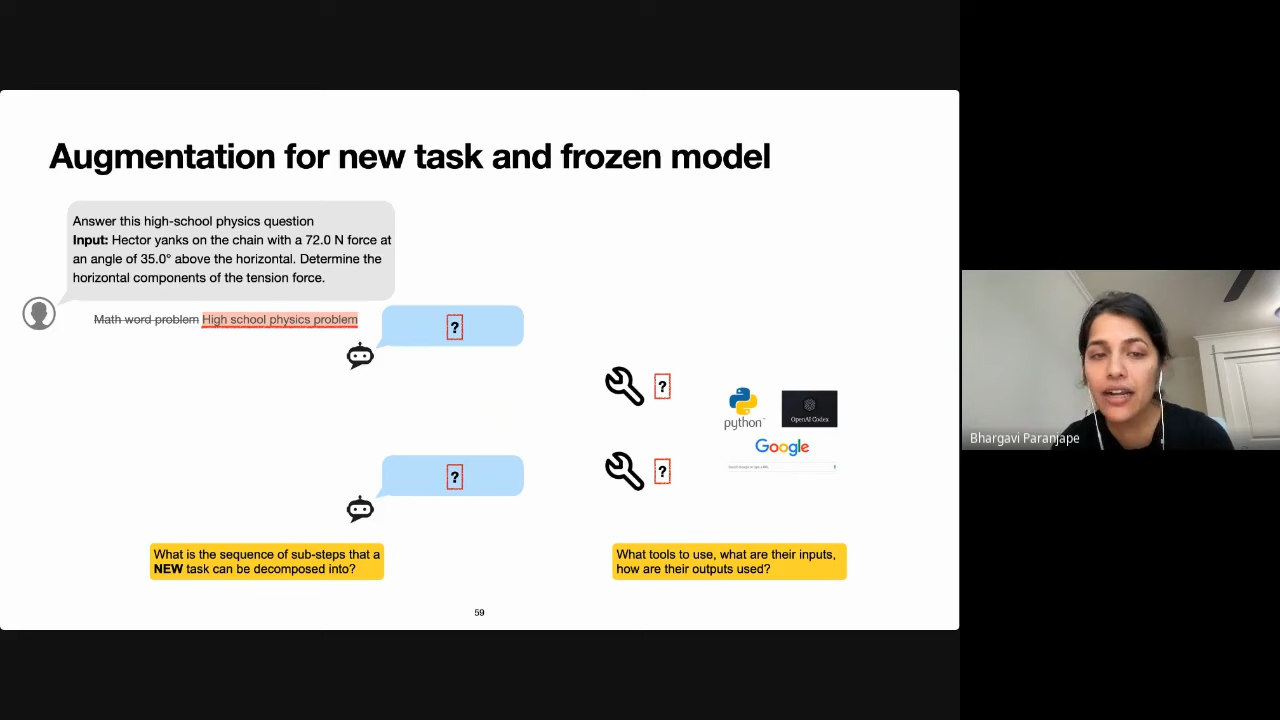 Augmentation for new task and frozen model
Answer this high-school physics question
Input: Hector yanks on the chain with a 72.0 N force at
an angle of 35.0° above the horizontal. Determine the
horizontal components of the tension force.
Math word problem High school physics problem
?
?
python™
OpenAI Codex
Google
?
?
What is the sequence of sub-steps that a
NEW task can be decomposed into?
What tools to use, what are their inputs,
how are their outputs used?
59
Bhargavi Paranjape